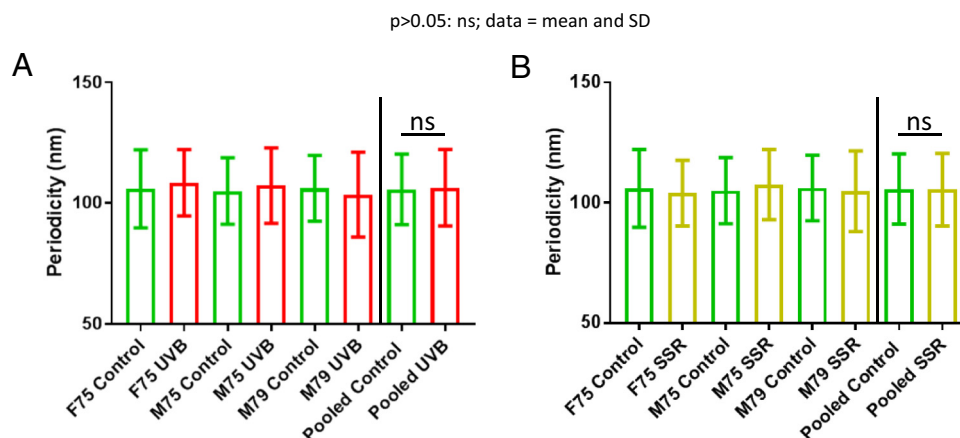 p>0.05: ns; data = mean and SD
A
Periodicity (nm)
150
100
50
ns
F75 Control
F75 UVB
M75 Control
M75 UVB
M79 Control
M79 UVB
Pooled Control
Pooled UVB
B
Periodicity (nm)
150
100
50
ns
F75 Control
F75 SSR
M75 Control
M75 SSR
M79 Control
M79 SSR
Pooled Control
Pooled SSR